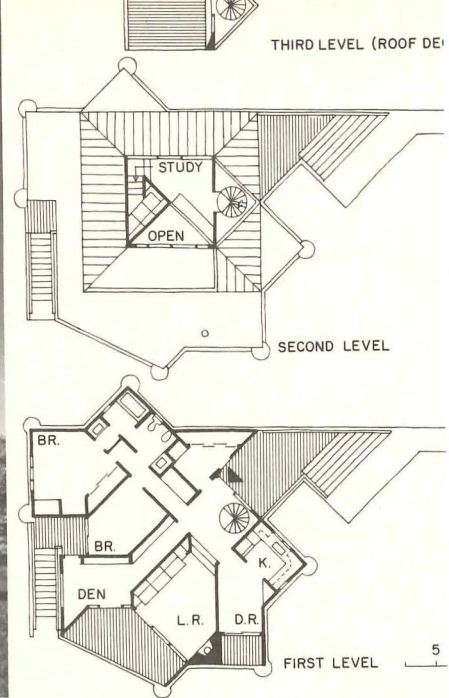 THIRD LEVEL (ROOF DE
STUDY
OPEN
SECOND LEVEL
BR.
BR.
K.
DEN
L.R.
D.R.
5
FIRST LEVEL